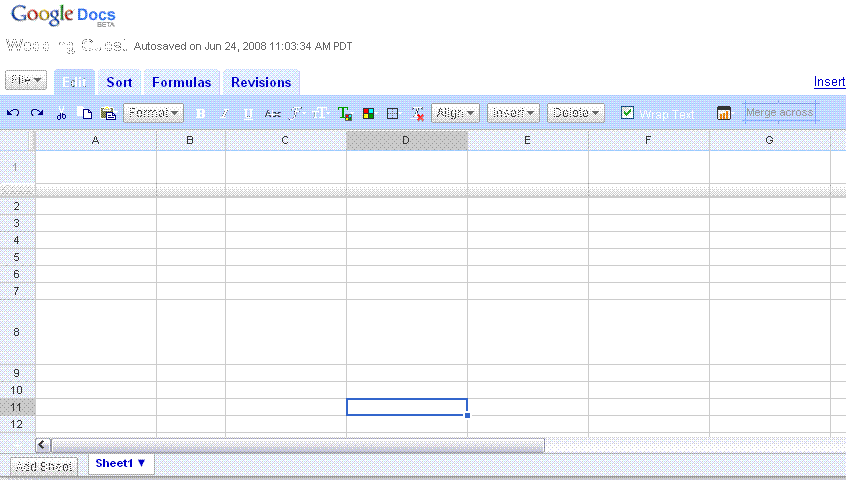 Google Docs
BETA
Wedding Guest Autosaved on Jun 24, 2008 11:03:34 AM PDT
File Edit Sort Formulas Revisions Insert
Format B I U Abc F T T Align Insert Delete Wrap Text Merge across
A B C D E F G
1
2
3
4
5
6
7
8
9
10
11
12
Add Sheet Sheet1